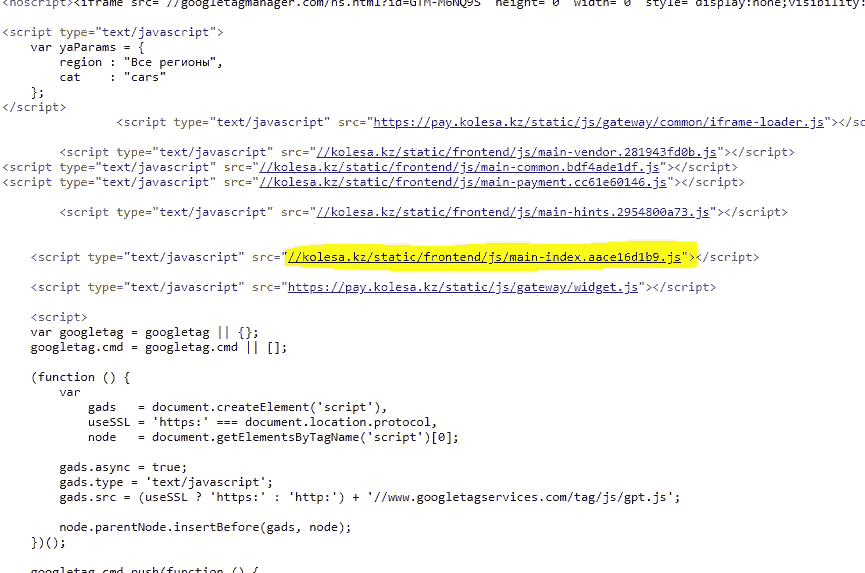 <noscript><iframe src="//googletagmanager.com/ns.html?id=GTM-M6NQ9S" height="0" width="0" style="display:none;visibility:
<script type="text/javascript">
    var yaParams = {
        region : "Все регионы",
        cat    : "cars"
    };
</script>
<script type="text/javascript" src="https://pay.kolesa.kz/static/js/gateway/common/iframe-loader.js"></sc
<script type="text/javascript" src="//kolesa.kz/static/frontend/js/main-vendor.281943fd0b.js"></script>
<script type="text/javascript" src="//kolesa.kz/static/frontend/js/main-common.bdf4ade1df.js"></script>
<script type="text/javascript" src="//kolesa.kz/static/frontend/js/main-payment.cc61e60146.js"></script>
<script type="text/javascript" src="//kolesa.kz/static/frontend/js/main-hints.2954800a73.js"></script>
<script type="text/javascript" src="//kolesa.kz/static/frontend/js/main-index.aace16d1b9.js"></script>
<script type="text/javascript" src="https://pay.kolesa.kz/static/js/gateway/widget.js"></script>
<script>
var googletag = googletag || {};
googletag.cmd = googletag.cmd || [];
(function () {
    var
        gads   = document.createElement('script'),
        useSSL = 'https:' === document.location.protocol,
        node   = document.getElementsByTagName('script')[0];
    gads.async = true;
    gads.type = 'text/javascript';
    gads.src = (useSSL ? 'https:' : 'http:') + '//www.googletagservices.com/tag/js/gpt.js';
    node.parentNode.insertBefore(gads, node);
})();
googletag.cmd.push(function () {